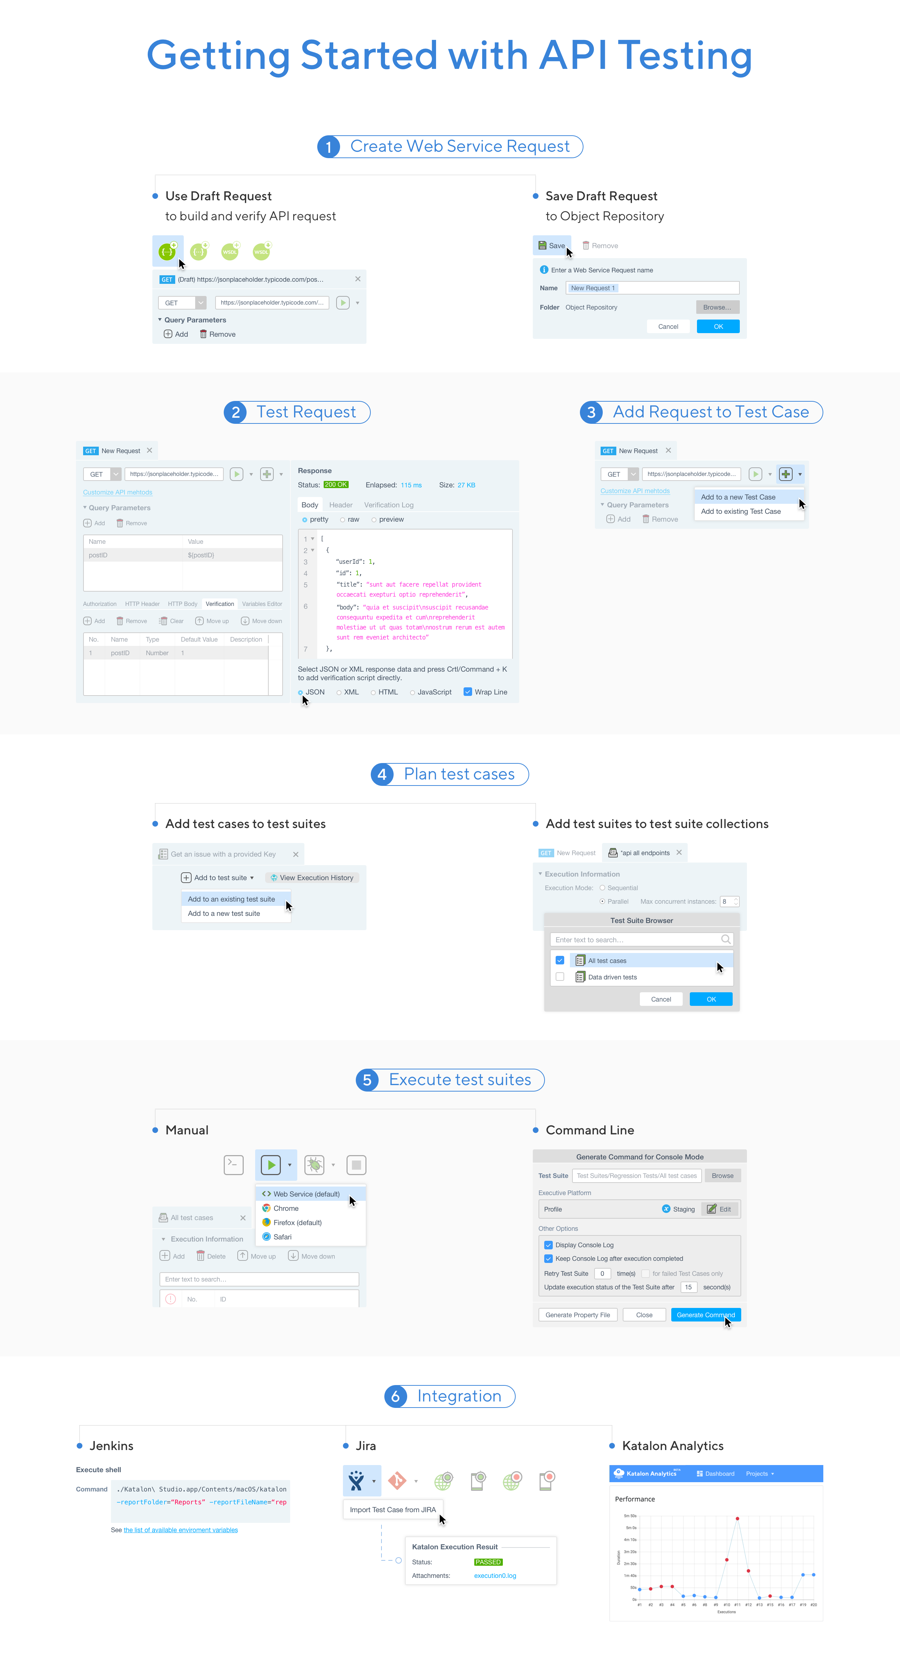 Getting Started with API Testing
1 Create Web Service Request
Use Draft Request
to build and verify API request
GET (Draft) https://jsonplaceholder.typicode.com/pos...
GET https://jsonplaceholder.typicode.com/...
Query Parameters
Add Remove
Save Draft Request
to Object Repository
Save Remove
Enter a Web Service Request name
Name New Request 1
Folder Object Repository Browse...
Cancel OK
2 Test Request
GET New Request
GET https://jsonplaceholder.typicode...
Customize API mehtods
Query Parameters
Add Remove
Name Value
postID ${postID}
Authorization HTTP Header HTTP Body Verification Variables Editor
Add Remove Clear Move up Move down
No. Name Type Default Value Description
1 postID Number 1
Response
Status: 200 OK Elapsed: 115 ms Size: 27 KB
Body Header Verification Log
pretty raw preview
1 [
2 {
3 "userId": 1,
4 "id": 1,
5 "title": "sunt aut facere repellat provident
occaecati exepturi optio reprehenderit",
6 "body": "quia et suscipit\nsuscipit recusandae
consequuntu expedita et cum\nreprehenderit
molestiae ut ut quas totam\nnostrum rerum est autem
sunt rem eveniet architecto"
7 },
Select JSON or XML response data and press Crtl/Command + K
to add verification script directly.
JSON XML HTML JavaScript Wrap Line
3 Add Request to Test Case
GET New Request
GET https://jsonplaceholder.typicode...
Customize API mehtods
Query Parameters
Add Remove
Add to a new Test Case
Add to existing Test Case
4 Plan test cases
Add test cases to test suites
Get an issue with a provided Key
Add to test suite View Execution History
Add to an existing test suite
Add to a new test suite
Add test suites to test suite collections
GET New Request *api all endpoints
Execution Information
Execution Mode: Sequential
Parallel Max concurrent instances: 8
Test Suite Browser
Enter text to search...
All test cases
Data driven tests
Cancel OK
5 Execute test suites
Manual
Web Service (default)
Chrome
Firefox (default)
Safari
All test cases
Execution Information
Add Delete Move up Move down
Enter text to search...
No. ID
Command Line
Generate Command for Console Mode
Test Suite Test Suites/Regression Tests/All test cases Browse
Executive Platform
Profile Staging Edit
Other Options
Display Console Log
Keep Console Log after execution completed
Retry Test Suite 0 time(s) for failed Test Cases only
Update execution status of the Test Suite after 15 second(s)
Generate Property File Close Generate Command
6 Integration
Jenkins
Execute shell
Command ./Katalon\ Studio.app/Contents/macOS/katalon
-reportFolder="Reports" -reportFileName="rep
See the list of available enviroment variables
Jira
Import Test Case from JIRA
Katalon Execution Result
Status: PASSED
Attachments: execution0.log
Katalon Analytics
Katalon Analytics Dashboard Projects
Performance
Duration
Executions